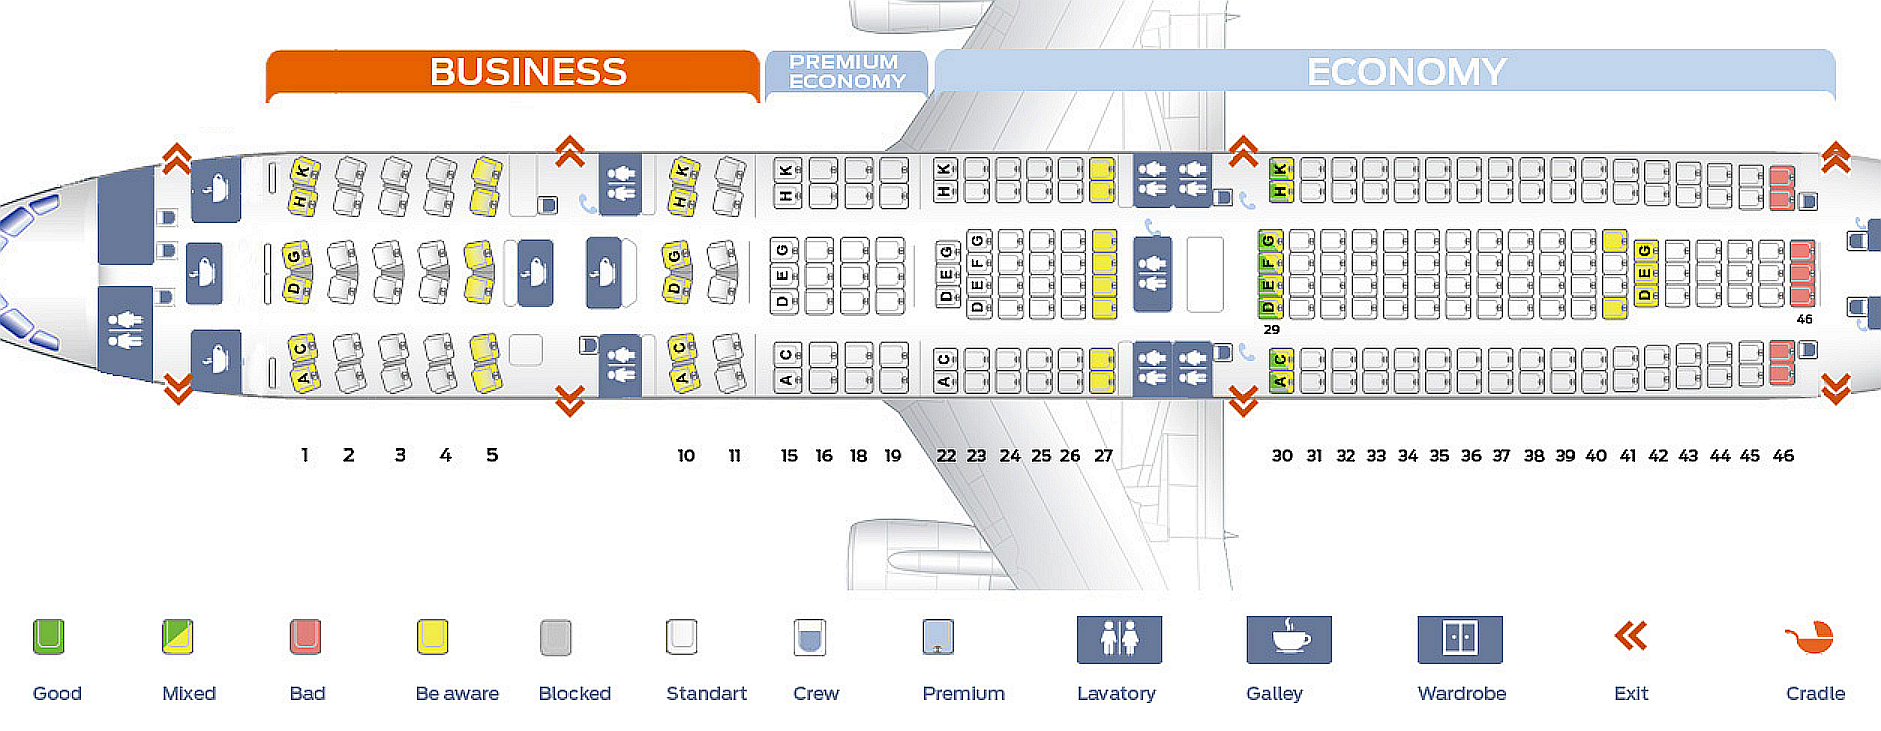 BUSINESS
PREMIUM
ECONOMY
ECONOMY
K K K K K
H H H H H
G G G G G G
D E E F F
D D E E
D D
C C C C C
A A A A A
29
46
1 2 3 4 5 10 11 15 16 18 19 22 23 24 25 26 27 30 31 32 33 34 35 36 37 38 39 40 41 42 43 44 45 46
Good Mixed Bad Be aware Blocked Standart Crew Premium Lavatory Galley Wardrobe Exit Cradle